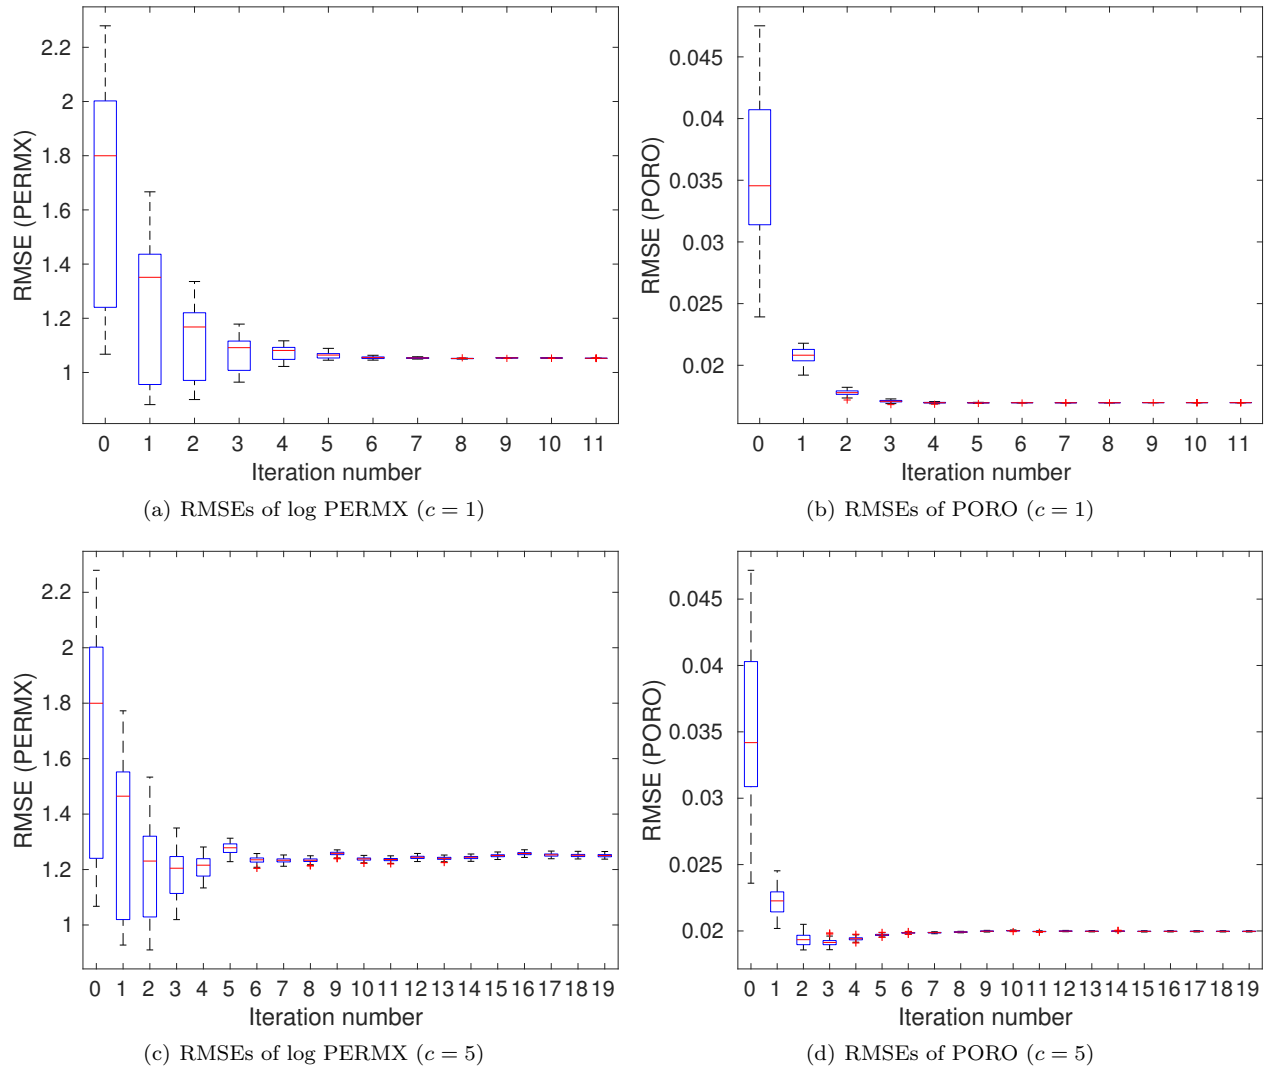 RMSE (PERMX)
2.2
2
1.8
1.6
1.4
1.2
1
0 1 2 3 4 5 6 7 8 9 10 11
Iteration number
(a) RMSEs of log PERMX (c = 1)
RMSE (PORO)
0.045
0.04
0.035
0.03
0.025
0.02
0 1 2 3 4 5 6 7 8 9 10 11
Iteration number
(b) RMSEs of PORO (c = 1)
RMSE (PERMX)
2.2
2
1.8
1.6
1.4
1.2
1
0 1 2 3 4 5 6 7 8 9 10 11 12 13 14 15 16 17 18 19
Iteration number
(c) RMSEs of log PERMX (c = 5)
RMSE (PORO)
0.045
0.04
0.035
0.03
0.025
0.02
0 1 2 3 4 5 6 7 8 9 10 11 12 13 14 15 16 17 18 19
Iteration number
(d) RMSEs of PORO (c = 5)